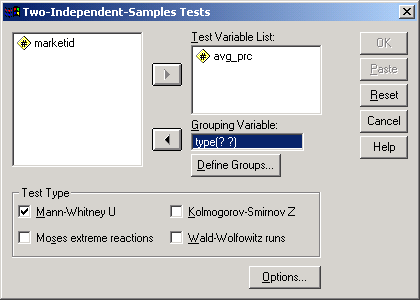 Two-Independent-Samples Tests
marketid
Test Variable List:
avg_prc
Grouping Variable:
type(? ?)
Define Groups...
OK
Paste
Reset
Cancel
Help
Test Type
Mann-Whitney U
Kolmogorov-Smirnov Z
Moses extreme reactions
Wald-Wolfowitz runs
Options...